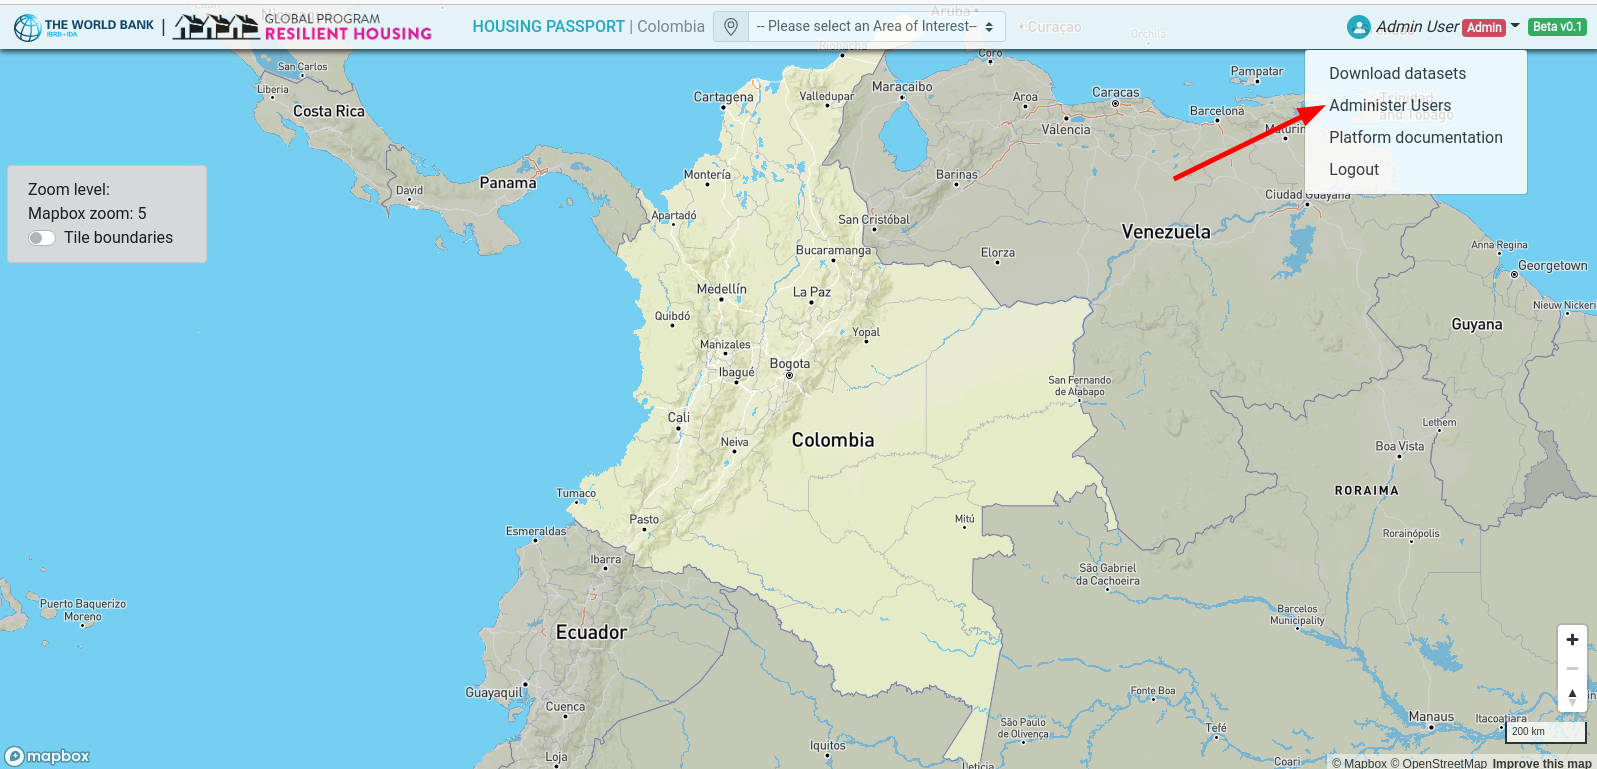 THE WORLD BANK
IBRD • IDA
GLOBAL PROGRAM
RESILIENT HOUSING
HOUSING PASSPORT | Colombia
-- Please select an Area of Interest--
Admin User Admin
Beta v0.1
Download datasets
Administer Users
Platform documentation
Logout
Zoom level:
Mapbox zoom: 5
Tile boundaries
Aruba
Curaçao
Orchila
Riohacha
Coro
San Carlos
Liberia
Costa Rica
Cartagena
Valledupar
Maracaibo
Aroa
Caracas
Pampatar
Barcelona
Valencia
Maturín
Trinidad
and Tobago
Panama
David
Montería
Barinas
Ciudad Guayana
Apartadó
San Cristóbal
Venezuela
Bucaramanga
Elorza
Anna Regina
Georgetown
Medellín
La Paz
Nieuw Nickeri
Quibdó
Yopal
Guyana
Manizales
Ibagué
Bogota
San Fernando
de Atabapo
Cali
Neiva
Colombia
Lethem
Boa Vista
RORAIMA
Tumaco
Pasto
Mitú
Esmeraldas
Rorainópolis
Ibarra
São Gabriel
da Cachoeira
Puerto Baquerizo
Moreno
Barcelos
Municipality
Ecuador
Guayaquil
Cuenca
Fonte Boa
São Paulo
de Olivença
Tefé
Manaus
Itacoatiara
Iquitos
Loja
Leticia
Coari
200 km
mapbox
© Mapbox © OpenStreetMap Improve this map